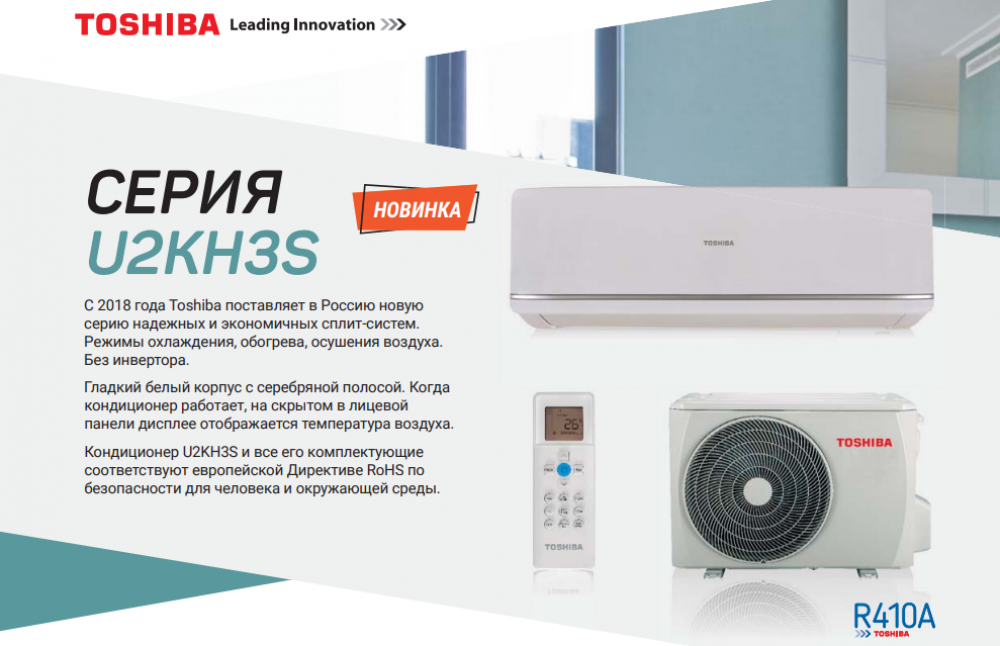 TOSHIBA Leading Innovation >>>
СЕРИЯ
U2KH3S
НОВИНКА
С 2018 года Toshiba поставляет в Россию новую
серию надежных и экономичных сплит-систем.
Режимы охлаждения, обогрева, осушения воздуха.
Без инвертора.
Гладкий белый корпус с серебряной полосой. Когда
кондиционер работает, на скрытом в лицевой
панели дисплее отображается температура воздуха.
Кондиционер U2KH3S и все его комплектующие
соответствуют европейской Директиве RoHS по
безопасности для человека и окружающей среды.
TOSHIBA
26°
TOSHIBA
TOSHIBA
R410A
>>> TOSHIBA